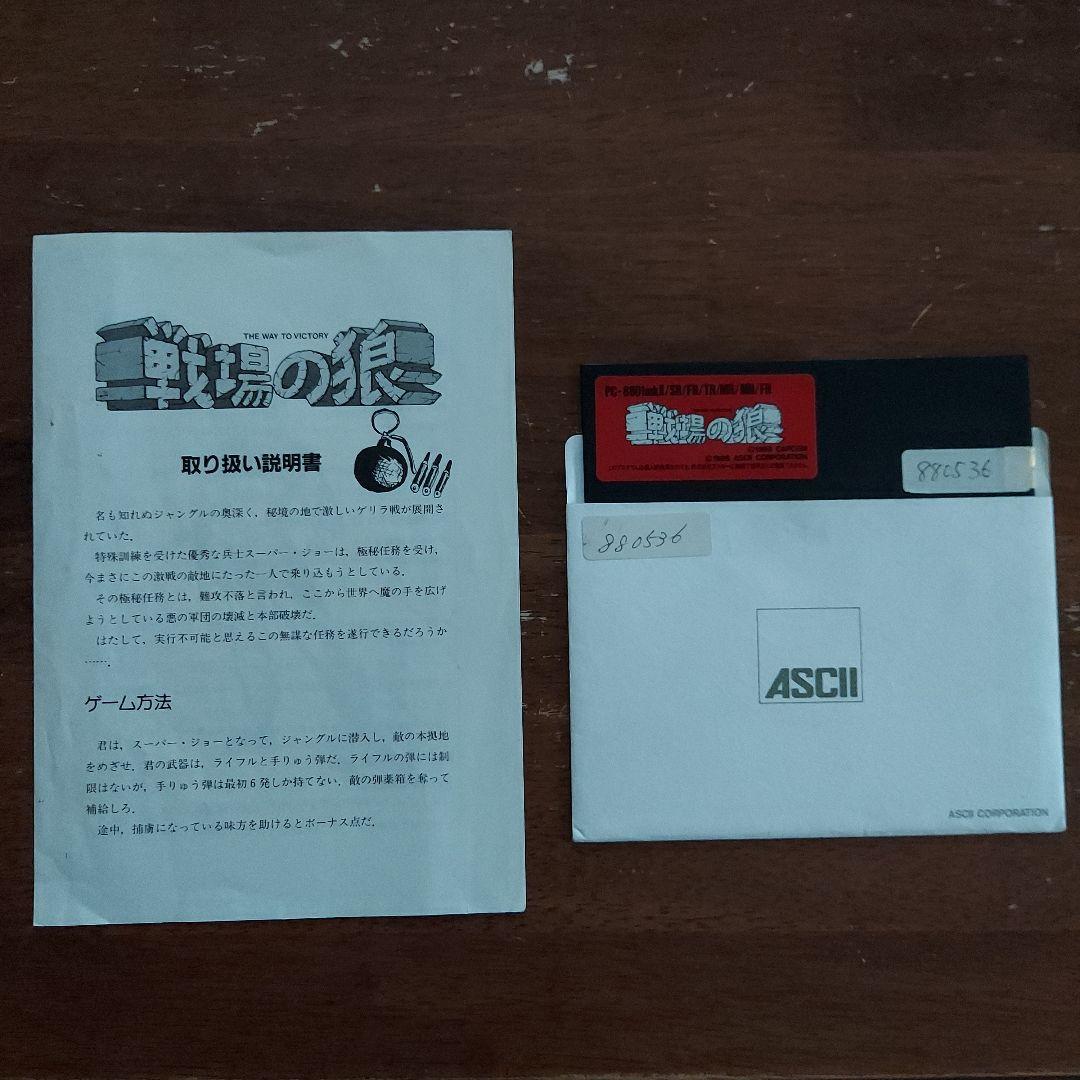 THE WAY TO VICTORY
戦場の狼
取り扱い説明書
名も知れぬジャングルの奥深く，秘境の地で激しいゲリラ戦が展開さ
れていた．
特殊訓練を受けた優秀な兵士スーパー・ジョーは，極秘任務を受け，
今まさにこの激戦の敵地にたった一人で乗り込もうとしている．
その極秘任務とは，難攻不落と言われ，ここから世界へ魔の手を広げ
ようとしている悪の軍団の壊滅と本部破壊だ．
はたして，実行不可能と思えるこの無謀な任務を遂行できるだろうか
……．
ゲーム方法
君は，スーパー・ジョーとなって，ジャングルに潜入し，敵の本拠地
をめざせ．君の武器は，ライフルと手りゅう弾だ．ライフルの弾には制
限はないが，手りゅう弾は最初6発しか持てない．敵の弾薬箱を奪って
補給しろ．
途中，捕虜になっている味方を助けるとボーナス点だ．
PC-8801mkII/SR/FR/TR/MR/MH/FH
戦場の狼
CAPCOM
ASCII CORPORATION
880536
880536
ASCII
ASCII CORPORATION